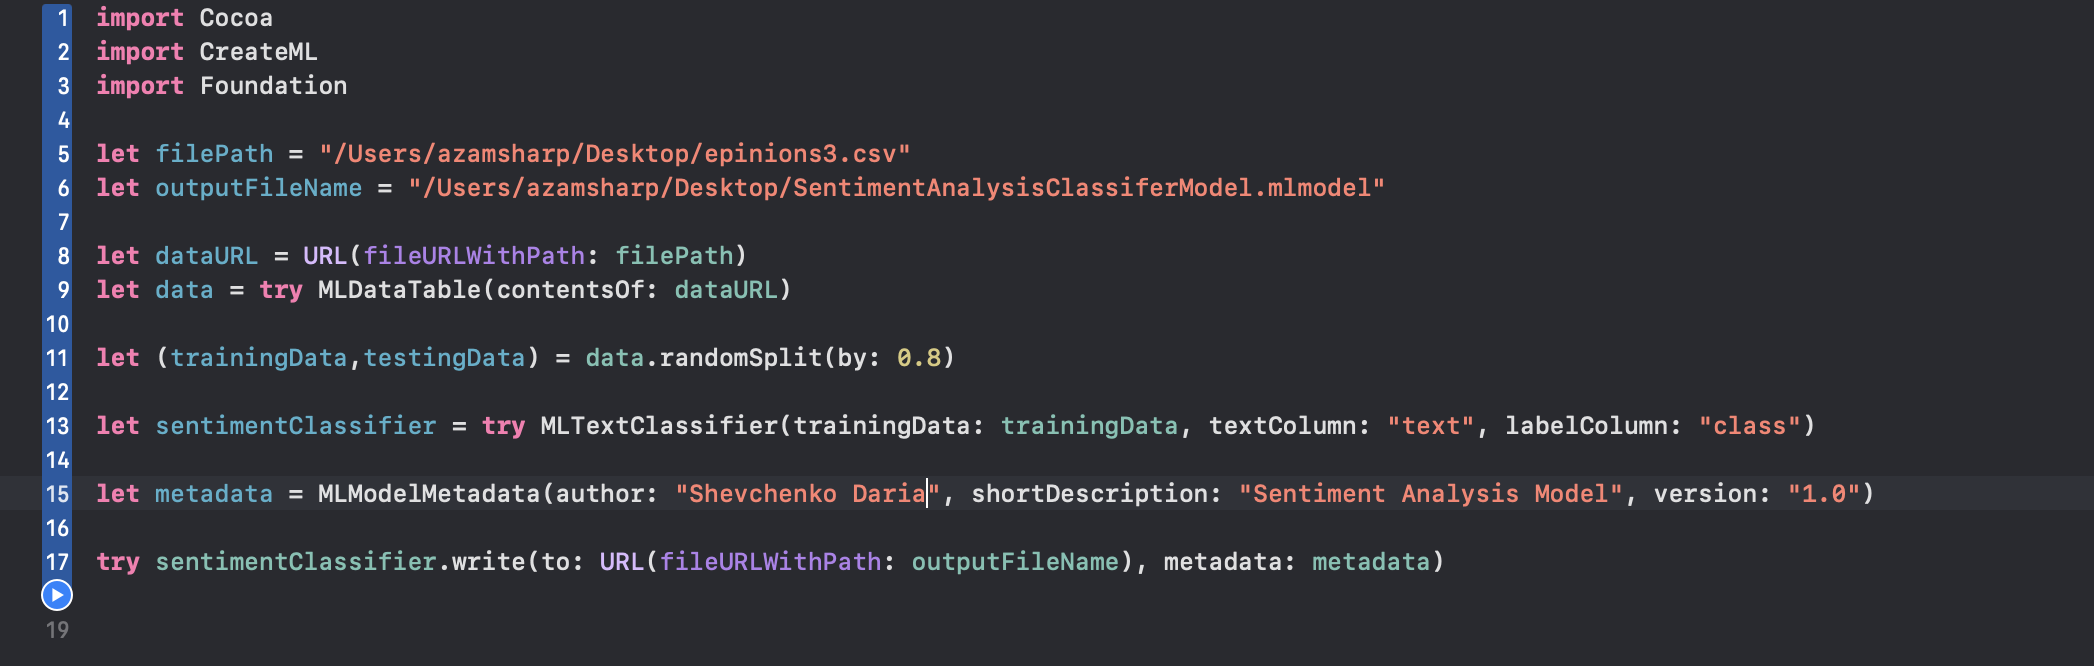 1 import Cocoa
2 import CreateML
3 import Foundation
4
5 let filePath = "/Users/azamsharp/Desktop/epinions3.csv"
6 let outputFileName = "/Users/azamsharp/Desktop/SentimentAnalysisClassiferModel.mlmodel"
7
8 let dataURL = URL(fileURLWithPath: filePath)
9 let data = try MLDataTable(contentsOf: dataURL)
10
11 let (trainingData,testingData) = data.randomSplit(by: 0.8)
12
13 let sentimentClassifier = try MLTextClassifier(trainingData: trainingData, textColumn: "text", labelColumn: "class")
14
15 let metadata = MLModelMetadata(author: "Shevchenko Daria", shortDescription: "Sentiment Analysis Model", version: "1.0")
16
17 try sentimentClassifier.write(to: URL(fileURLWithPath: outputFileName), metadata: metadata)
19